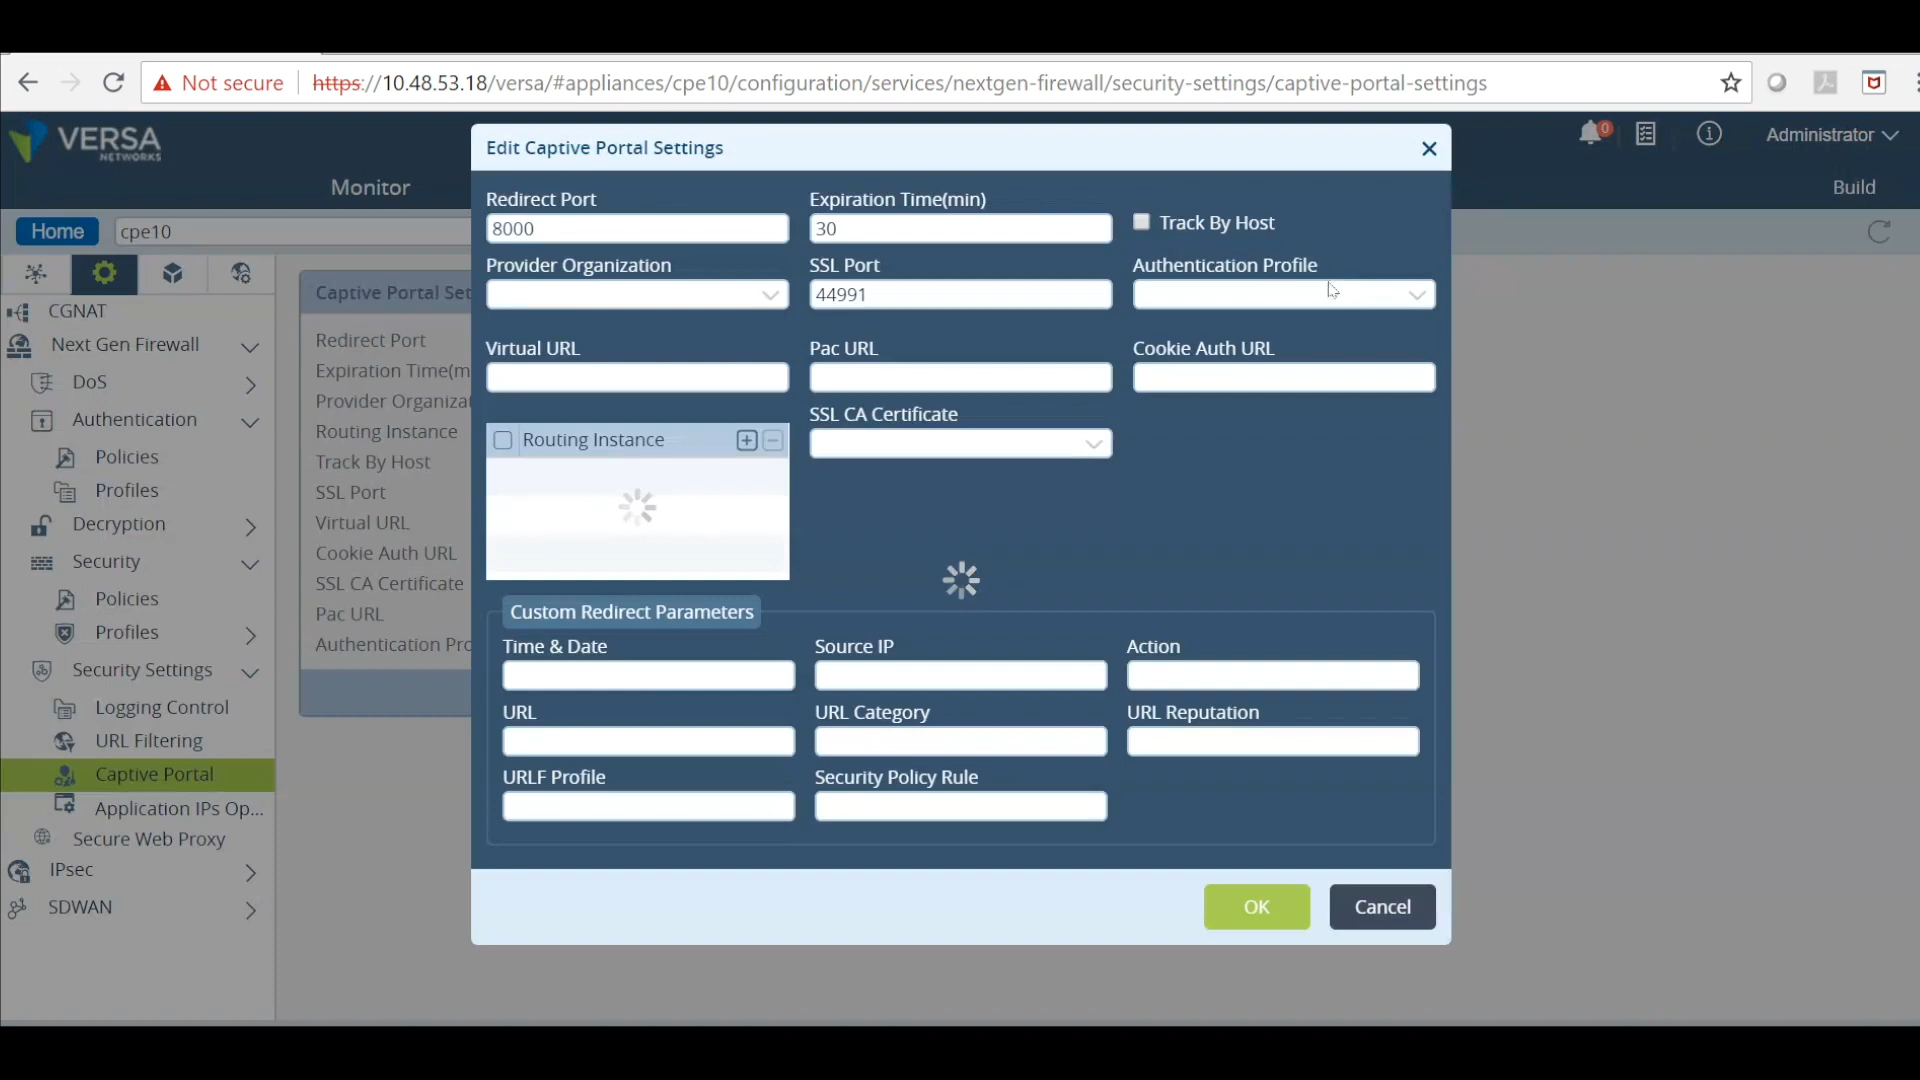 Not secure
https://10.48.53.18/versa/#appliances/cpe10/configuration/services/nextgen-firewall/security-settings/captive-portal-settings
VERSA
NETWORKS
Monitor
0
Administrator
Build
Home
cpe10
CGNAT
Next Gen Firewall
DoS
Authentication
Policies
Profiles
Decryption
Security
Policies
Profiles
Security Settings
Logging Control
URL Filtering
Captive Portal
Application IPs Op...
Secure Web Proxy
IPsec
SDWAN
Captive Portal Set
Redirect Port
Expiration Time(m
Provider Organizat
Routing Instance
Track By Host
SSL Port
Virtual URL
Cookie Auth URL
SSL CA Certificate
Pac URL
Authentication Pro
Edit Captive Portal Settings
Redirect Port
8000
Expiration Time(min)
30
Track By Host
Provider Organization
SSL Port
44991
Authentication Profile
Virtual URL
Pac URL
Cookie Auth URL
Routing Instance
SSL CA Certificate
Custom Redirect Parameters
Time & Date
Source IP
Action
URL
URL Category
URL Reputation
URLF Profile
Security Policy Rule
OK
Cancel